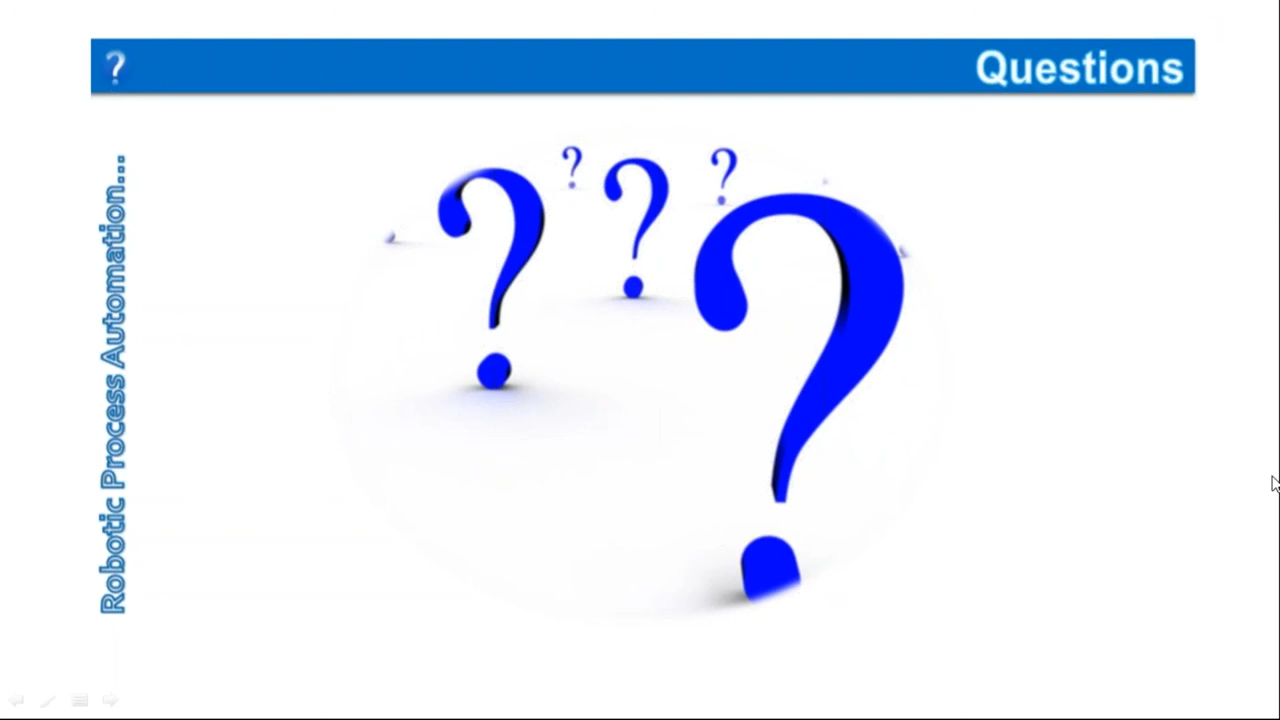 ?
Questions
Robotic Process Automation...
? ? ? ? ?